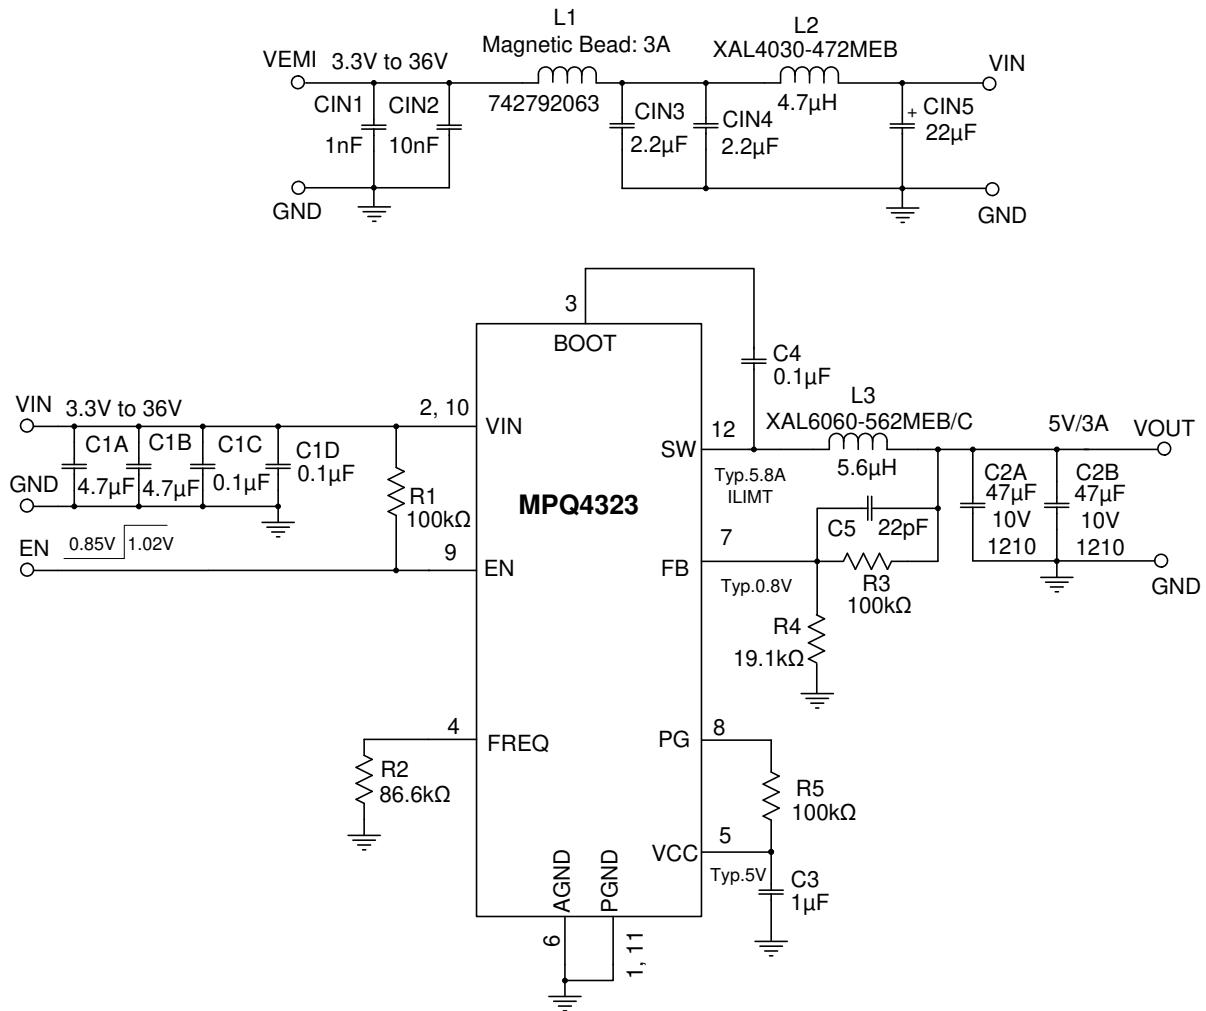 L1
Magnetic Bead: 3A
L2
XAL4030-472MEB
VEMI
3.3V to 36V
VIN
CIN1
CIN2
742792063
4.7µH
1nF
10nF
CIN3
2.2µF
CIN4
2.2µF
+ CIN5
22µF
GND
GND
3
BOOT
C4
0.1µF
VIN
3.3V to 36V
2, 10
VIN
C1A
C1B
C1C
C1D
4.7µF
4.7µF
0.1µF
0.1µF
GND
R1
100kΩ
EN
0.85V
1.02V
9
EN
MPQ4323
L3
XAL6060-562MEB/C
12
SW
5.6µH
Typ.5.8A
ILIMT
5V/3A
VOUT
C2A
47µF
10V
1210
C2B
47µF
10V
1210
C5
22pF
7
FB
Typ.0.8V
R3
100kΩ
GND
R4
19.1kΩ
4
FREQ
R2
86.6kΩ
PG
8
R5
100kΩ
5
VCC
Typ.5V
C3
1µF
AGND
PGND
6
1, 11